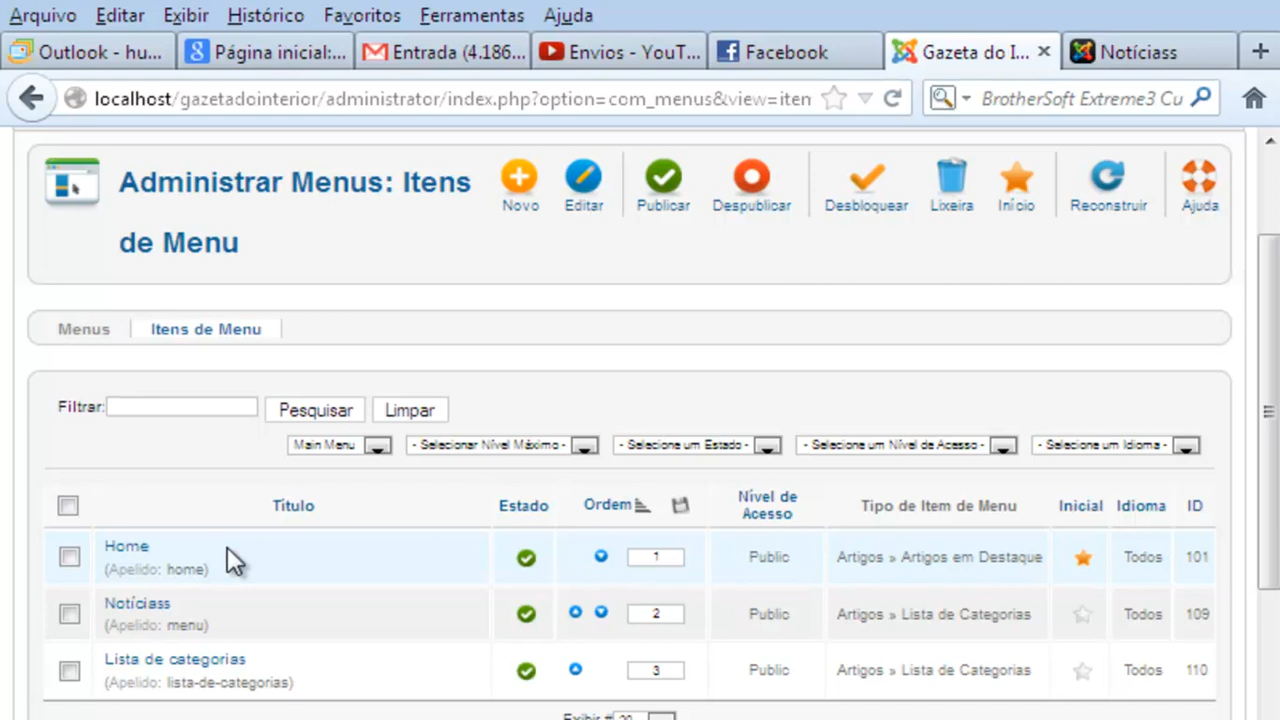 Arquivo Editar Exibir Histórico Favoritos Ferramentas Ajuda
Outlook - hu... Página inicial:... Entrada (4.186... Envios - YouT... Facebook Gazeta do I... Notíciass
localhost/gazetadointerior/administrator/index.php?option=com_menus&view=iten BrotherSoft Extreme3 Cu
Administrar Menus: Itens
de Menu
Novo Editar Publicar Despublicar Desbloquear Lixeira Início Reconstruir Ajuda
Menus Itens de Menu
Filtrar: Pesquisar Limpar
Main Menu - Selecionar Nível Máximo - - Selecione um Estado - - Selecione um Nível de Acesso - - Selecione um Idioma -
Título Estado Ordem Nível de Acesso Tipo de Item de Menu Inicial Idioma ID
Home 1 Public Artigos » Artigos em Destaque Todos 101
(Apelido: home)
Notíciass 2 Public Artigos » Lista de Categorias Todos 109
(Apelido: menu)
Lista de categorias 3 Public Artigos » Lista de Categorias Todos 110
(Apelido: lista-de-categorias)
Exibir # 20